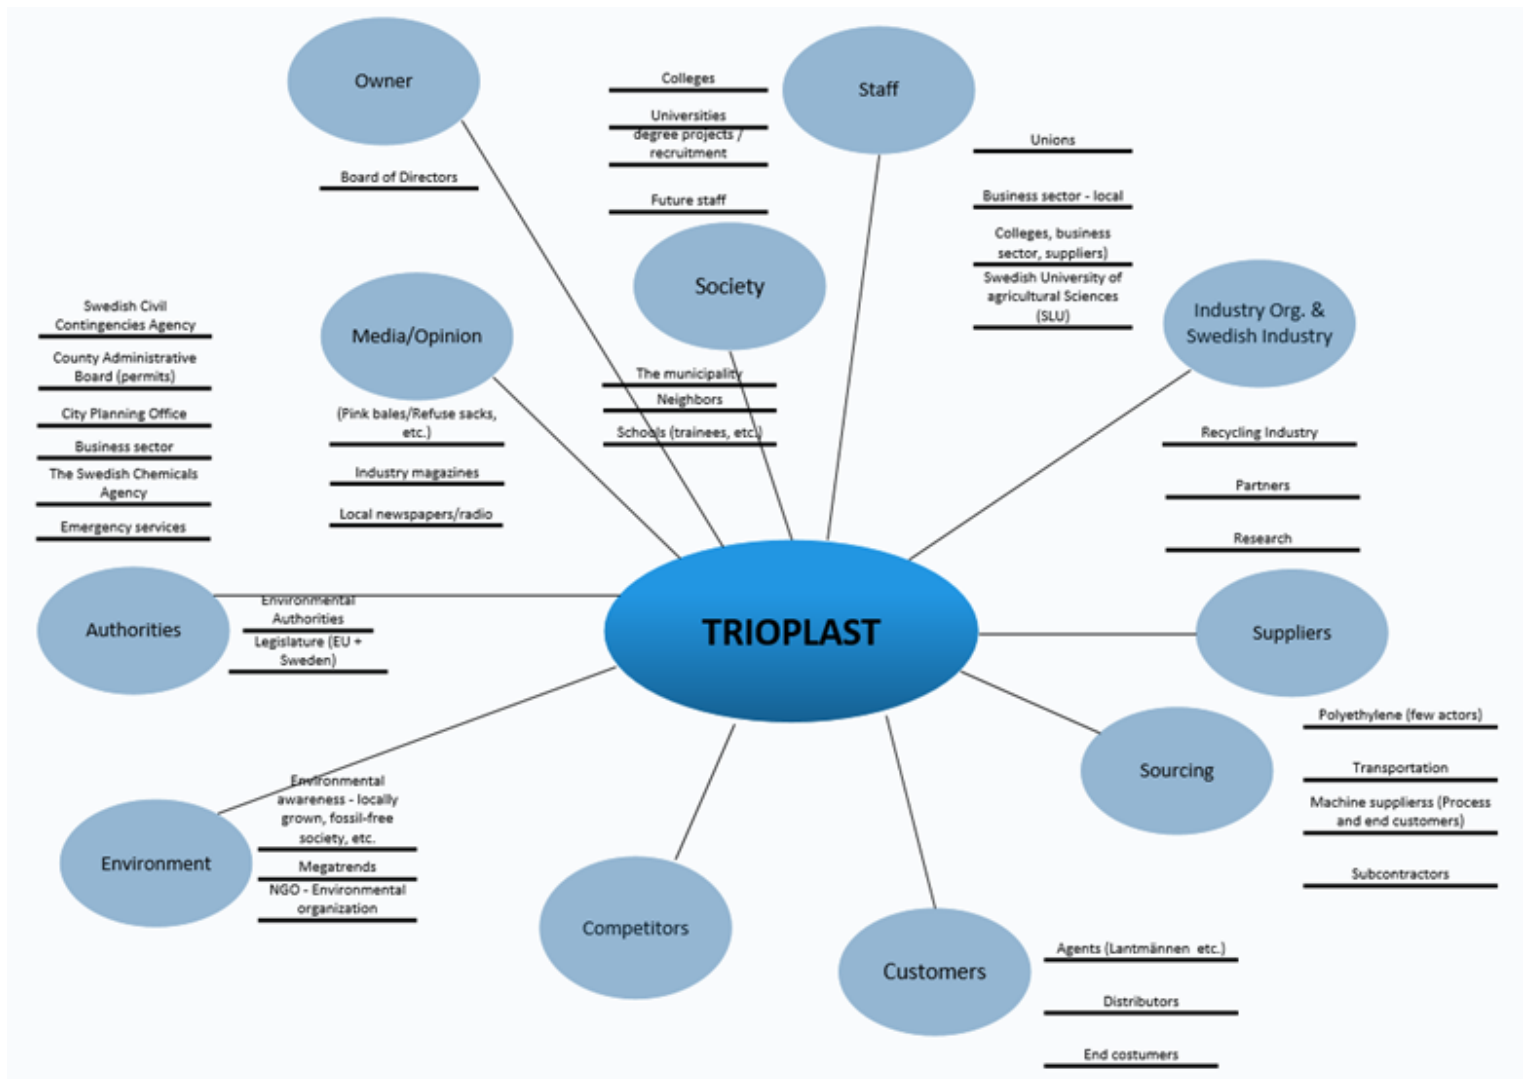 Owner
Board of Directors
Colleges
Universities
degree projects /
recruitment
Future staff
Staff
Unions
Business sector - local
Colleges, business
sector, suppliers)
Swedish University of
agricultural Sciences
(SLU)
Society
The municipality
Neighbors
Schools (trainees, etc.)
Industry Org. &
Swedish Industry
Recycling Industry
Partners
Research
Media/Opinion
(Pink bales/Refuse sacks,
etc.)
Industry magazines
Local newspapers/radio
Swedish Civil
Contingencies Agency
County Administrative
Board (permits)
City Planning Office
Business sector
The Swedish Chemicals
Agency
Emergency services
Authorities
Environmental
Authorities
Legislature (EU +
Sweden)
TRIOPLAST
Suppliers
Polyethylene (few actors)
Transportation
Machine supplierss (Process
and end customers)
Subcontractors
Sourcing
Environment
Environmental
awareness - locally
grown, fossil-free
society, etc.
Megatrends
NGO - Environmental
organization
Competitors
Customers
Agents (Lantmännen etc.)
Distributors
End costumers